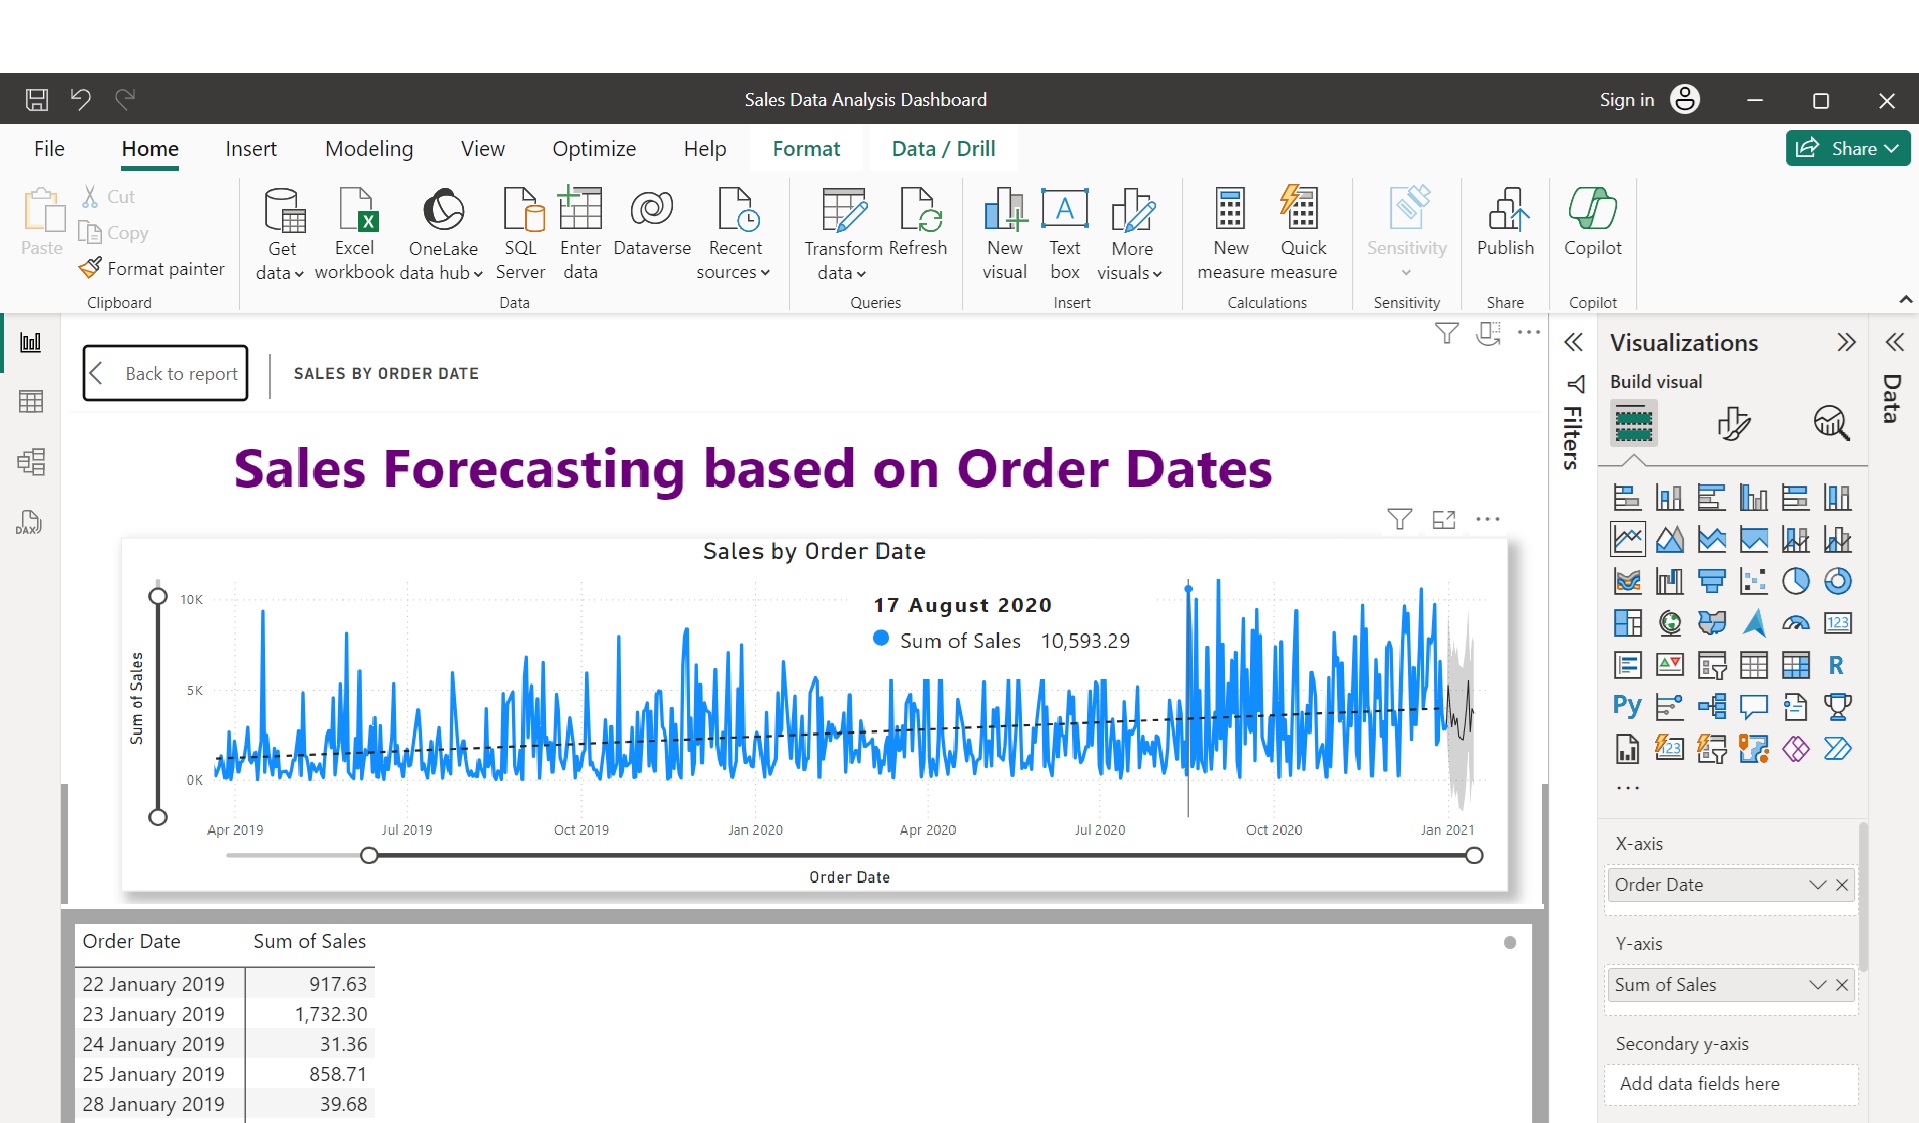 Sales Data Analysis Dashboard
Sign in
File Home Insert Modeling View Optimize Help Format Data / Drill Share
Paste
Cut
Copy
Format painter
Get data
Excel workbook
OneLake data hub
SQL Server
Enter data
Dataverse
Recent sources
Transform data
Refresh
New visual
Text box
More visuals
New measure
Quick measure
Sensitivity
Publish
Copilot
Clipboard Data Queries Insert Calculations Sensitivity Share Copilot
Back to report
SALES BY ORDER DATE
Sales Forecasting based on Order Dates
Sales by Order Date
17 August 2020
Sum of Sales 10,593.29
Sum of Sales
10K
5K
0K
Apr 2019 Jul 2019 Oct 2019 Jan 2020 Apr 2020 Jul 2020 Oct 2020 Jan 2021
Order Date
Order Date Sum of Sales
22 January 2019 917.63
23 January 2019 1,732.30
24 January 2019 31.36
25 January 2019 858.71
28 January 2019 39.68
DAX
Filters
Visualizations
Build visual
123
R
Py
123
X-axis
Order Date
Y-axis
Sum of Sales
Secondary y-axis
Add data fields here
Data